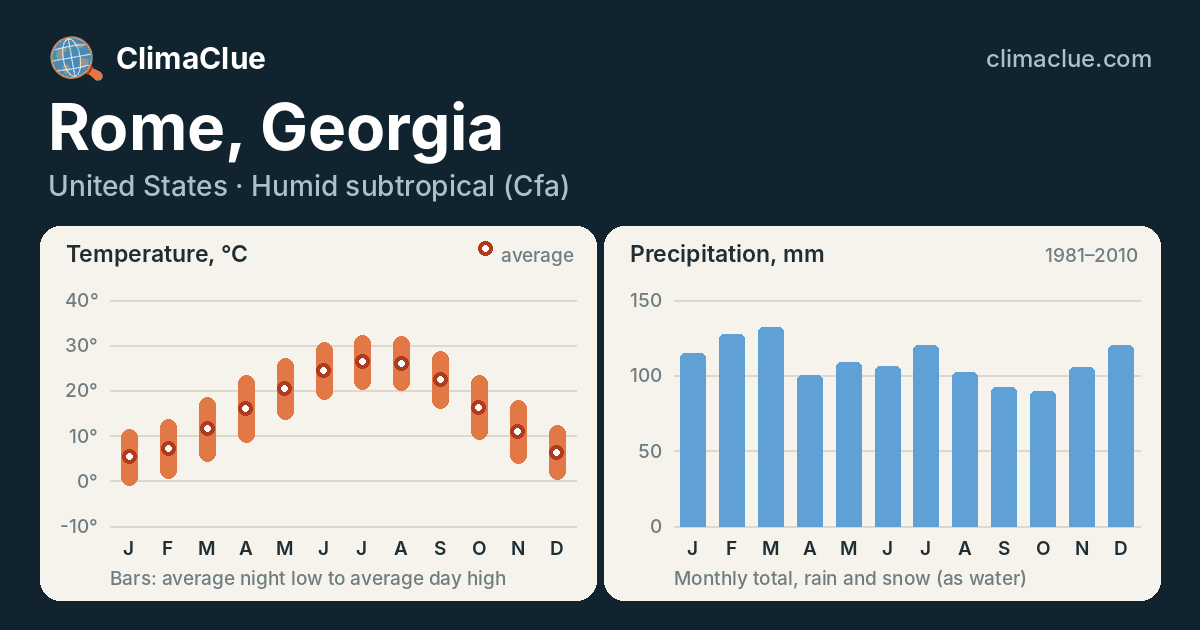 ClimaClue
climaclue.com
Rome, Georgia
United States · Humid subtropical (Cfa)
Temperature, °C
average
40°
30°
20°
10°
0°
-10°
J F M A M J J A S O N D
Bars: average night low to average day high
Precipitation, mm
1981–2010
150
100
50
0
J F M A M J J A S O N D
Monthly total, rain and snow (as water)